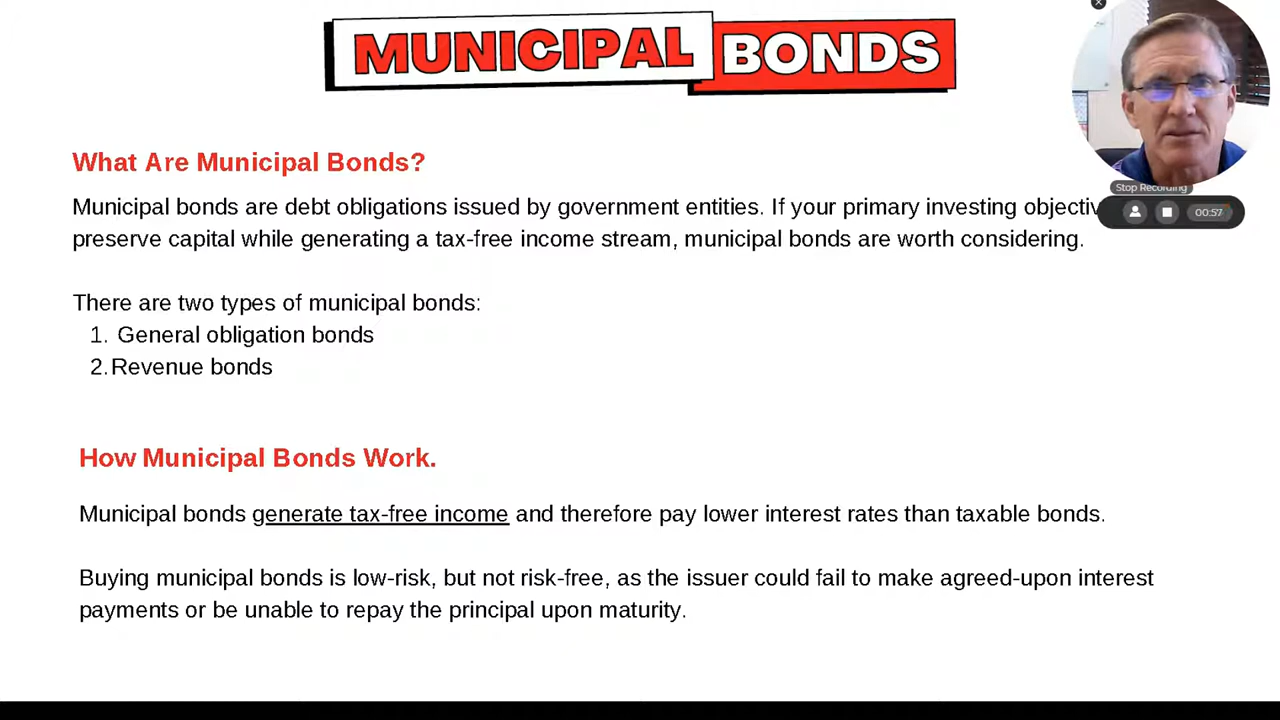 MUNICIPAL BONDS
What Are Municipal Bonds?
Municipal bonds are debt obligations issued by government entities. If your primary investing objectiv
preserve capital while generating a tax-free income stream, municipal bonds are worth considering.
There are two types of municipal bonds:
1. General obligation bonds
2. Revenue bonds
How Municipal Bonds Work.
Municipal bonds generate tax-free income and therefore pay lower interest rates than taxable bonds.
Buying municipal bonds is low-risk, but not risk-free, as the issuer could fail to make agreed-upon interest
payments or be unable to repay the principal upon maturity.
Stop Recording
00:57